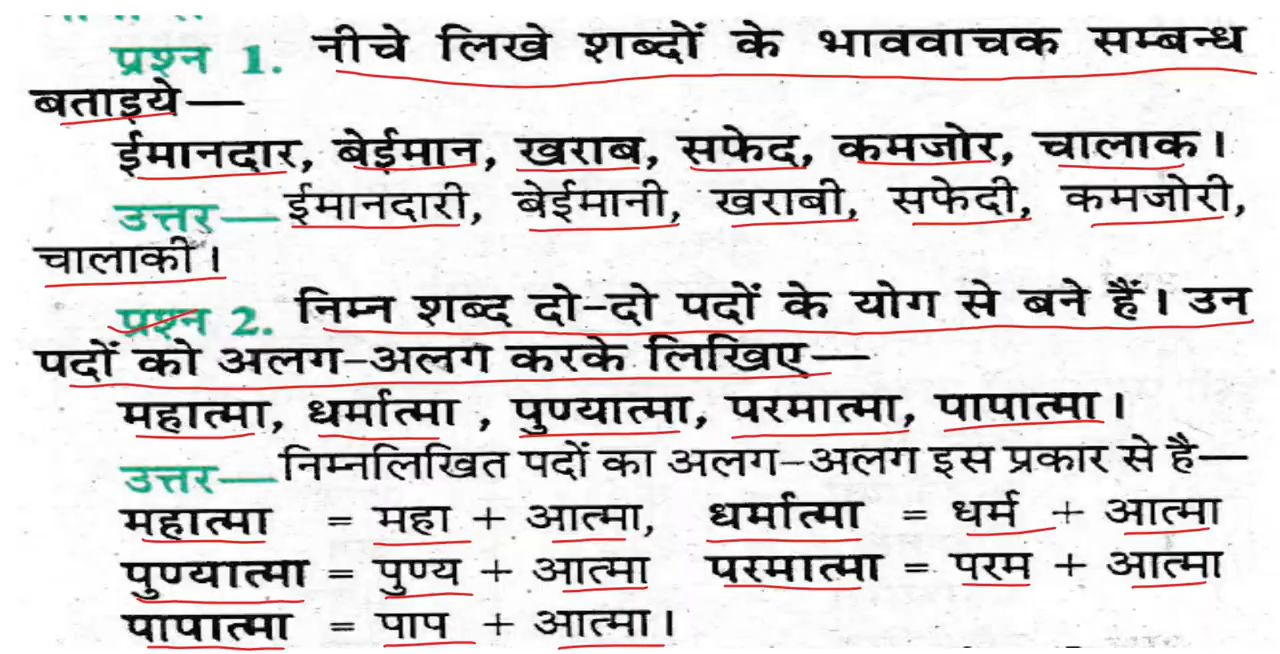 प्रश्न 1. नीचे लिखे शब्दों के भाववाचक सम्बन्ध
बताइये—
ईमानदार, बेईमान, खराब, सफेद, कमजोर, चालाक।
उत्तर—ईमानदारी, बेईमानी, खराबी, सफेदी, कमजोरी,
चालाकी।
प्रश्न 2. निम्न शब्द दो-दो पदों के योग से बने हैं। उन
पदों को अलग-अलग करके लिखिए—
महात्मा, धर्मात्मा , पुण्यात्मा, परमात्मा, पापात्मा।
उत्तर—निम्नलिखित पदों का अलग-अलग इस प्रकार से है—
महात्मा = महा + आत्मा, धर्मात्मा = धर्म + आत्मा
पुण्यात्मा = पुण्य + आत्मा परमात्मा = परम + आत्मा
पापात्मा = पाप + आत्मा।